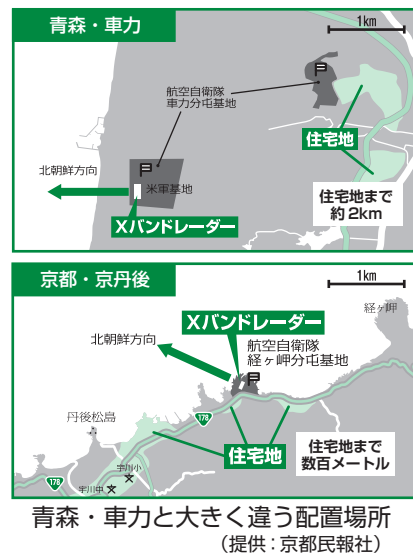 青森・車力
1km
航空自衛隊
車力分屯基地
住宅地
北朝鮮方向
米軍基地
Xバンドレーダー
住宅地まで
約2km
京都・京丹後
1km
経ヶ岬
Xバンドレーダー
北朝鮮方向
航空自衛隊
経ヶ岬分屯基地
丹後松島
178
住宅地
住宅地まで
数百メートル
宇川小
宇川中
178
青森・車力と大きく違う配置場所
(提供：京都民報社)